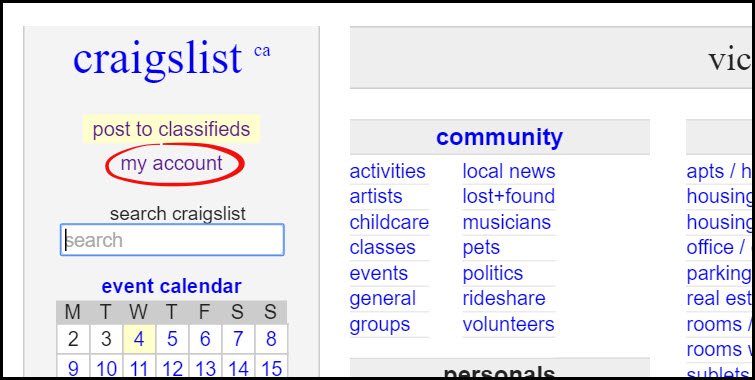 craigslist ca
post to classifieds
my account
search craigslist
search
event calendar
M T W T F S S
2 3 4 5 6 7 8
9 10 11 12 13 14 15
vic
community
activities
artists
childcare
classes
events
general
groups
local news
lost+found
musicians
pets
politics
rideshare
volunteers
personals
apts / h
housing
housing
office /
parking
real est
rooms /
rooms w
sublets